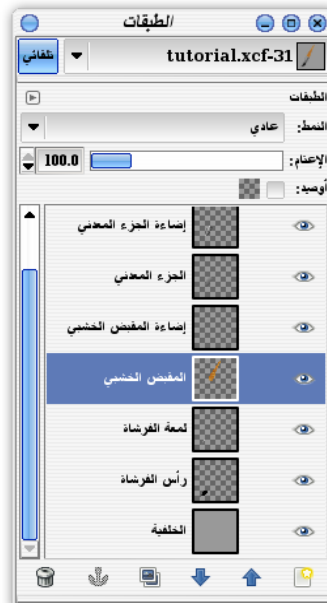 الطبقات
tutorial.xcf-31
تلقائي
الطبقات
النمط: عادي
الإعتام: 100.0
أوصيد:
إضاءة الجزء المعدني
الجزء المعدني
إضاءة المقبض الخشبي
المقبض الخشبي
لمعة الفرشاة
رأس الفرشاة
الخلفية